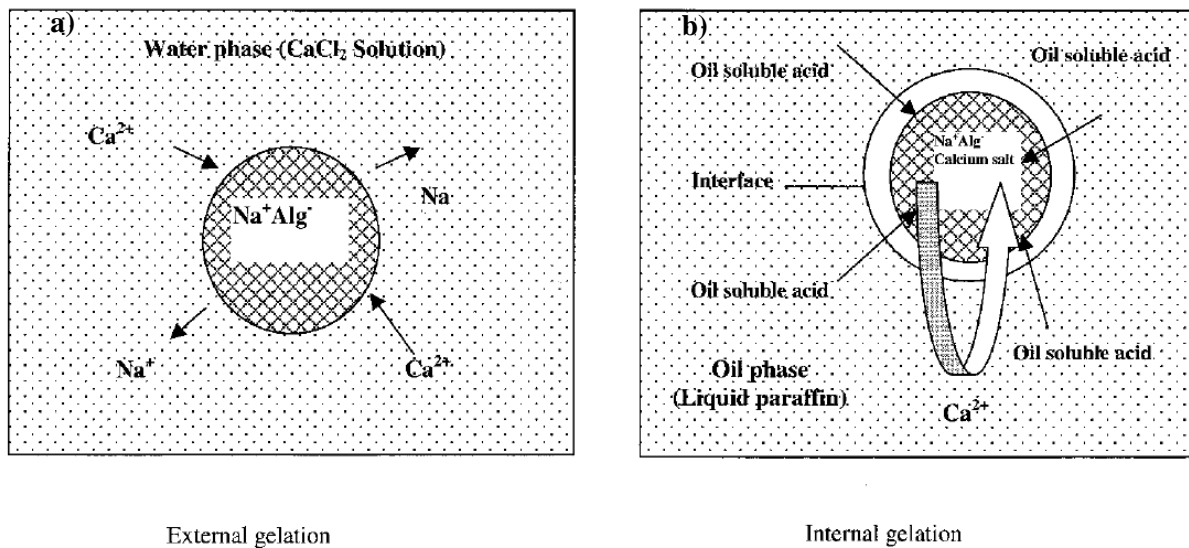 a)
Water phase (CaCl2 Solution)
Ca2+
Na
Na+Alg-
Na+
Ca2+
External gelation
b)
Oil soluble acid
Oil soluble acid
Na+Alg-
Calcium salt
Interface
Oil soluble acid
Oil soluble acid
Oil phase
(Liquid paraffin)
Ca2+
Internal gelation